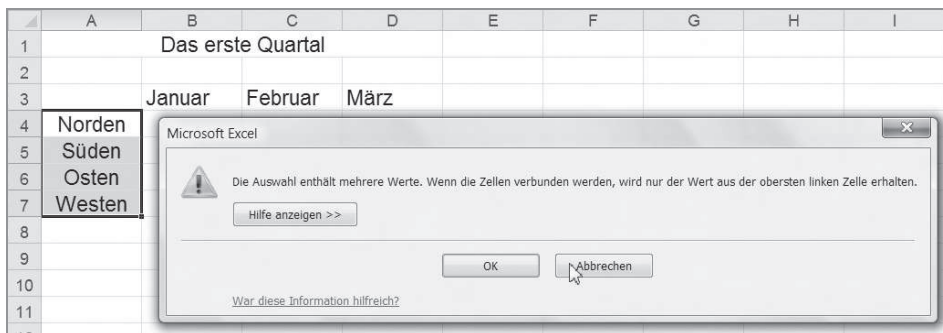 A B C D E F G H I
1 Das erste Quartal
2
3 Januar Februar März
4 Norden
5 Süden
6 Osten
7 Westen
8
9
10
11
Microsoft Excel
Die Auswahl enthält mehrere Werte. Wenn die Zellen verbunden werden, wird nur der Wert aus der obersten linken Zelle erhalten.
Hilfe anzeigen >>
OK Abbrechen
War diese Information hilfreich?